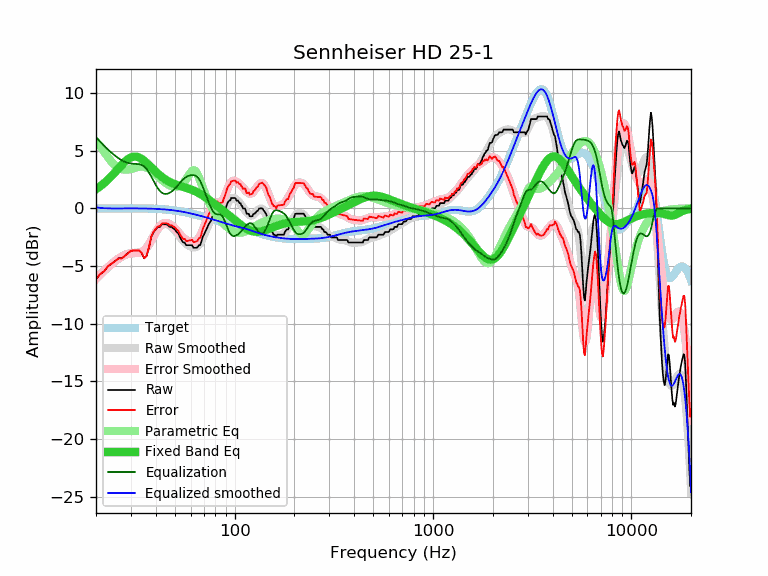 Sennheiser HD 25-1
10
5
0
−5
−10
−15
−20
−25
Amplitude (dBr)
Target
Raw Smoothed
Error Smoothed
Raw
Error
Parametric Eq
Fixed Band Eq
Equalization
Equalized smoothed
100
1000
10000
Frequency (Hz)